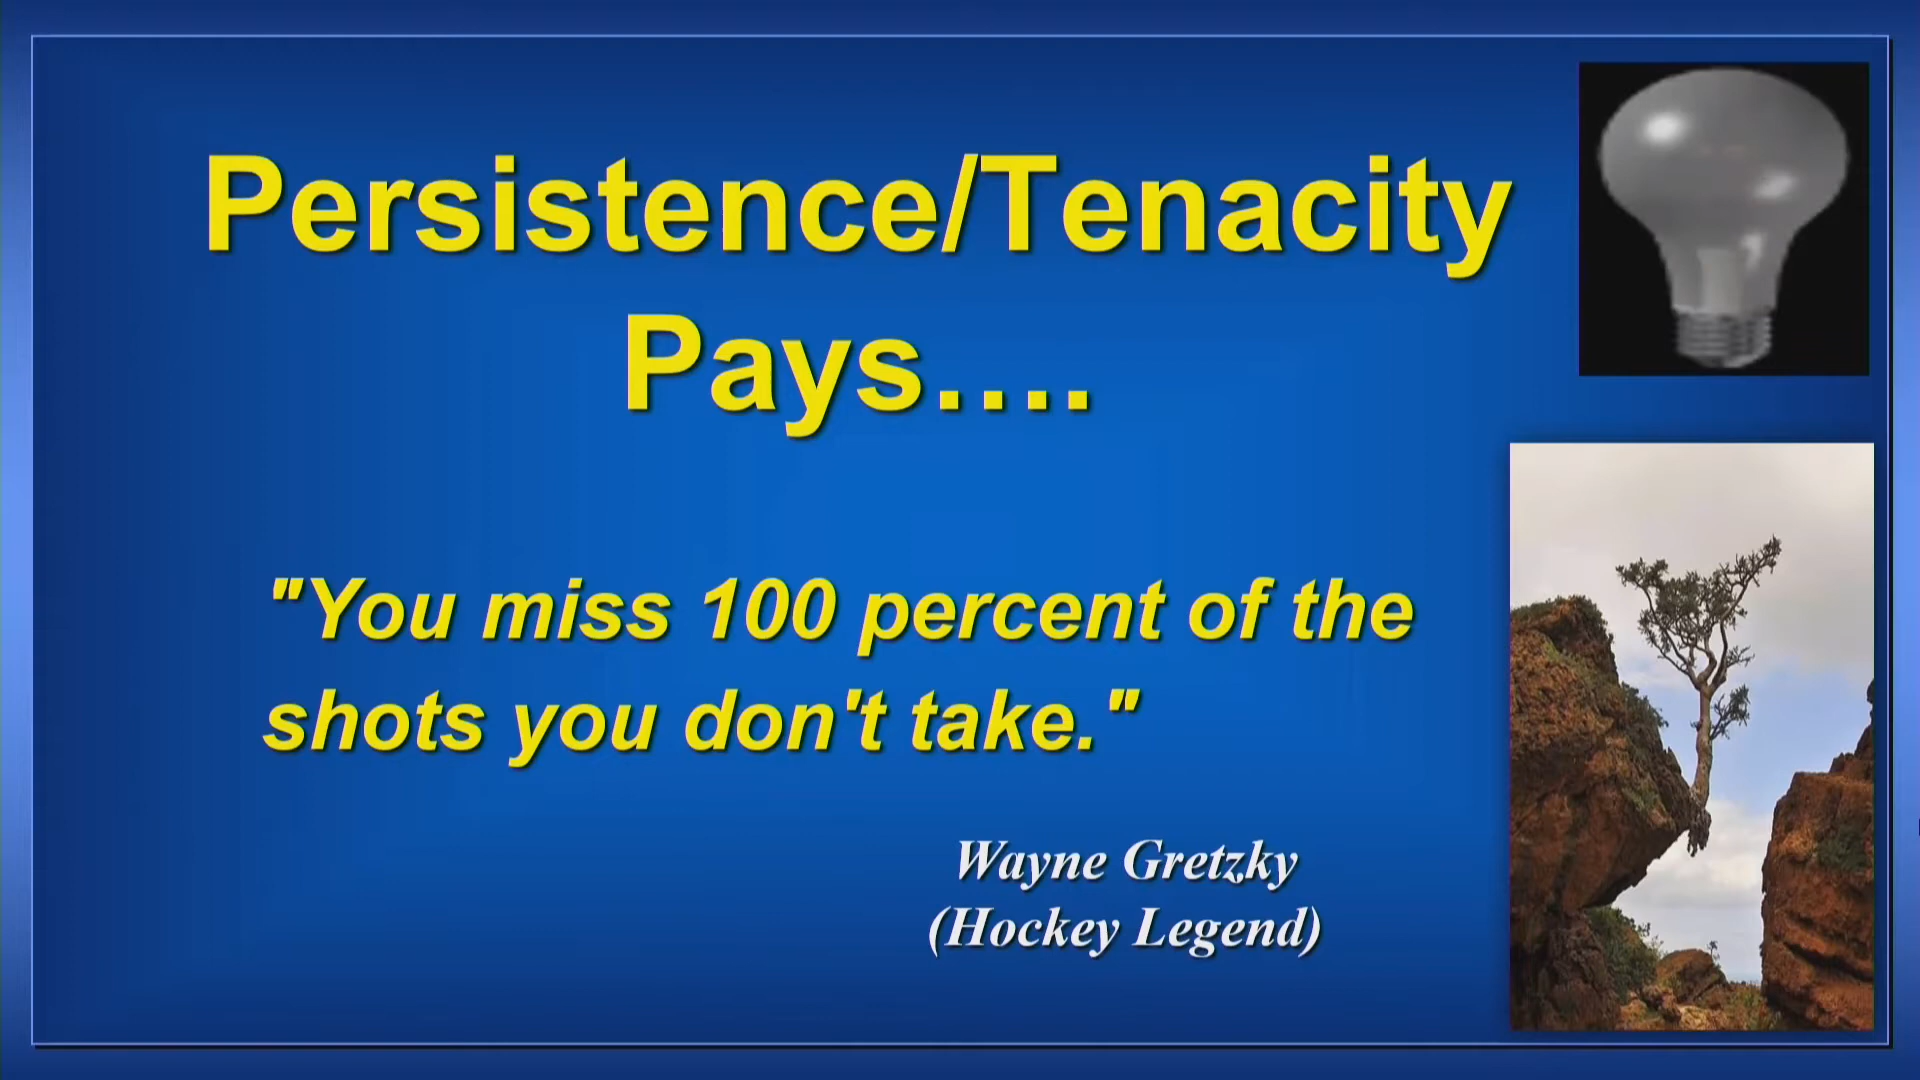 Persistence/Tenacity
Pays....
"You miss 100 percent of the
shots you don't take."
Wayne Gretzky
(Hockey Legend)